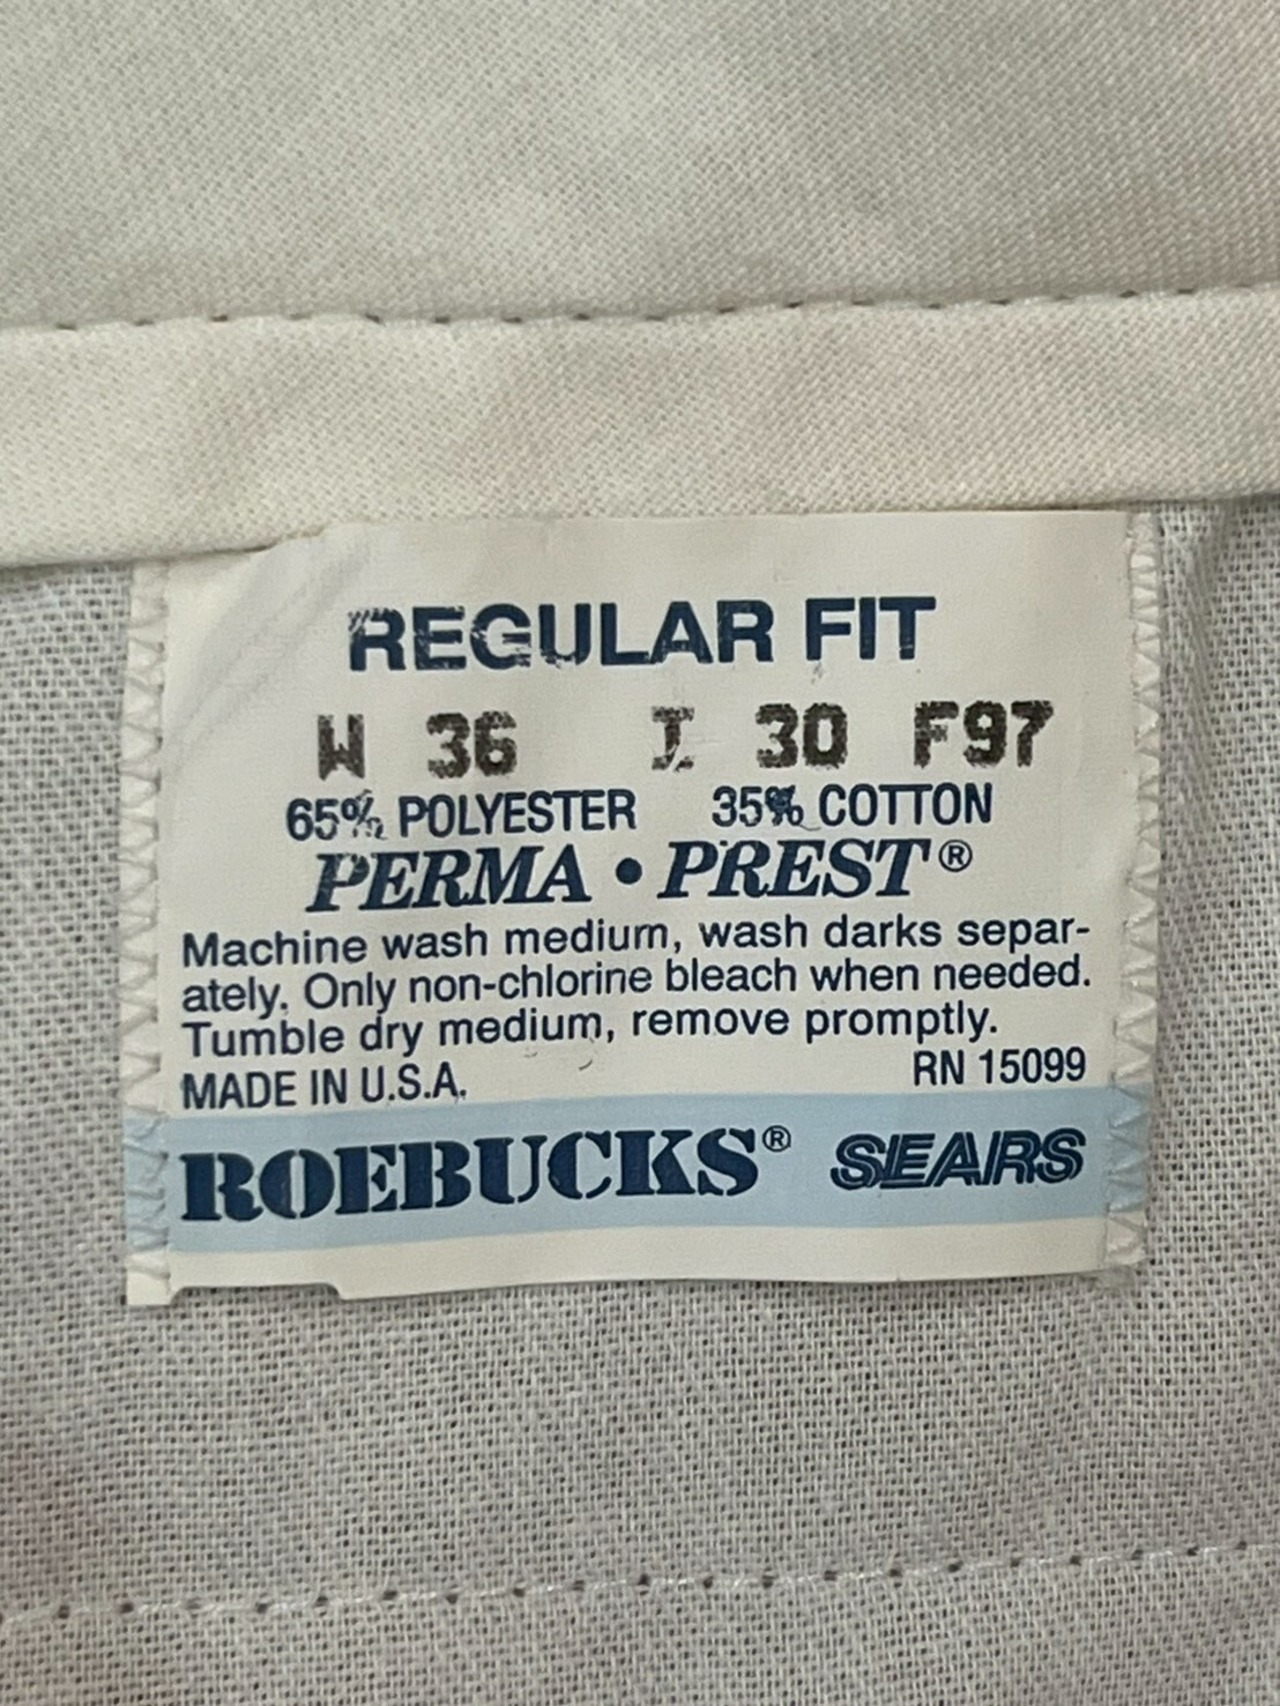 REGULAR FIT
W 36 I 30 F97
65% POLYESTER 35% COTTON
PERMA • PREST®
Machine wash medium, wash darks separ-
ately. Only non-chlorine bleach when needed.
Tumble dry medium, remove promptly.
MADE IN U.S.A. RN 15099
ROEBUCKS® SEARS